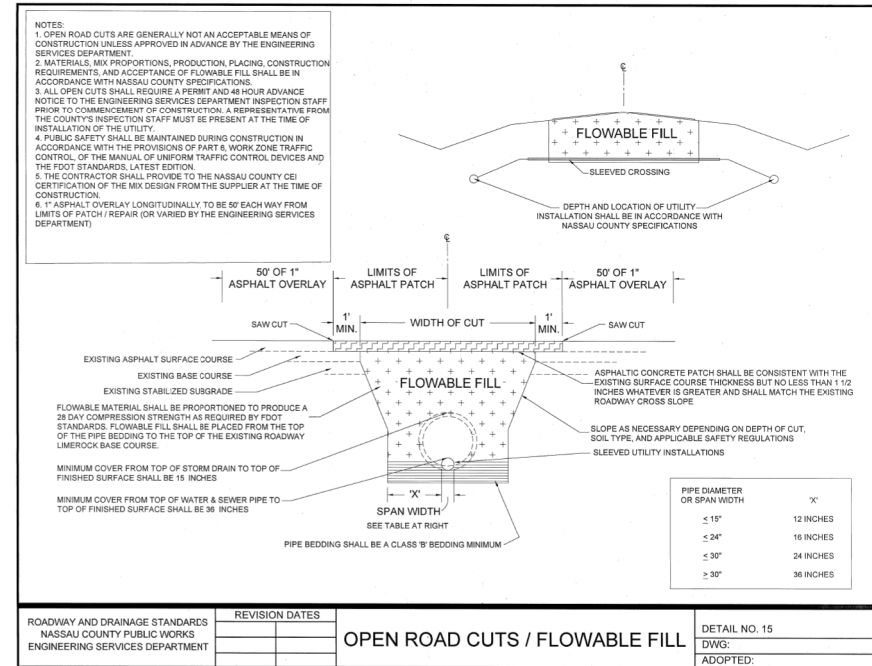 NOTES:
1. OPEN ROAD CUTS ARE GENERALLY NOT AN ACCEPTABLE MEANS OF
CONSTRUCTION UNLESS APPROVED IN ADVANCE BY THE ENGINEERING
SERVICES DEPARTMENT.
2. MATERIALS, MIX PROPORTIONS, PRODUCTION, PLACING, CONSTRUCTION
REQUIREMENTS, AND ACCEPTANCE OF FLOWABLE FILL SHALL BE IN
ACCORDANCE WITH NASSAU COUNTY SPECIFICATIONS.
3. ALL OPEN CUTS SHALL REQUIRE A PERMIT AND 48 HOUR ADVANCE
NOTICE TO THE ENGINEERING SERVICES DEPARTMENT INSPECTION STAFF
PRIOR TO COMMENCEMENT OF CONSTRUCTION. A REPRESENTATIVE FROM
THE COUNTY'S INSPECTION STAFF MUST BE PRESENT AT THE TIME OF
INSTALLATION OF THE UTILITY.
4. PUBLIC SAFETY SHALL BE MAINTAINED DURING CONSTRUCTION IN
ACCORDANCE WITH THE PROVISIONS OF PART 6, WORK ZONE TRAFFIC
CONTROL, OF THE MANUAL OF UNIFORM TRAFFIC CONTROL DEVICES AND
THE FDOT STANDARDS, LATEST EDITION.
5. THE CONTRACTOR SHALL PROVIDE TO THE NASSAU COUNTY CEI
CERTIFICATION OF THE MIX DESIGN FROM THE SUPPLIER AT THE TIME OF
CONSTRUCTION.
6. 1" ASPHALT OVERLAY LONGITUDINALLY, TO BE 50' EACH WAY FROM
LIMITS OF PATCH / REPAIR (OR VARIED BY THE ENGINEERING SERVICES
DEPARTMENT)
℄
FLOWABLE FILL
SLEEVED CROSSING
DEPTH AND LOCATION OF UTILITY
INSTALLATION SHALL BE IN ACCORDANCE WITH
NASSAU COUNTY SPECIFICATIONS
℄
50' OF 1"
ASPHALT OVERLAY
LIMITS OF
ASPHALT PATCH
LIMITS OF
ASPHALT PATCH
50' OF 1"
ASPHALT OVERLAY
SAW CUT
1'
MIN.
WIDTH OF CUT
1'
MIN.
SAW CUT
EXISTING ASPHALT SURFACE COURSE
EXISTING BASE COURSE
EXISTING STABILIZED SUBGRADE
FLOWABLE FILL
ASPHALTIC CONCRETE PATCH SHALL BE CONSISTENT WITH THE
EXISTING SURFACE COURSE THICKNESS BUT NO LESS THAN 1 1/2
INCHES WHATEVER IS GREATER AND SHALL MATCH THE EXISTING
ROADWAY CROSS SLOPE
FLOWABLE MATERIAL SHALL BE PROPORTIONED TO PRODUCE A
28 DAY COMPRESSION STRENGTH AS REQUIRED BY FDOT
STANDARDS. FLOWABLE FILL SHALL BE PLACED FROM THE TOP
OF THE PIPE BEDDING TO THE TOP OF THE EXISTING ROADWAY
LIMEROCK BASE COURSE.
SLOPE AS NECESSARY DEPENDING ON DEPTH OF CUT,
SOIL TYPE, AND APPLICABLE SAFETY REGULATIONS
SLEEVED UTILITY INSTALLATIONS
MINIMUM COVER FROM TOP OF STORM DRAIN TO TOP OF
FINISHED SURFACE SHALL BE 15 INCHES
MINIMUM COVER FROM TOP OF WATER & SEWER PIPE TO
TOP OF FINISHED SURFACE SHALL BE 36 INCHES
'X'
SPAN WIDTH
SEE TABLE AT RIGHT
PIPE BEDDING SHALL BE A CLASS 'B' BEDDING MINIMUM
PIPE DIAMETER
OR SPAN WIDTH 'X'
≤ 15" 12 INCHES
≤ 24" 16 INCHES
≤ 30" 24 INCHES
≥ 30" 36 INCHES
ROADWAY AND DRAINAGE STANDARDS
NASSAU COUNTY PUBLIC WORKS
ENGINEERING SERVICES DEPARTMENT
REVISION DATES
OPEN ROAD CUTS / FLOWABLE FILL
DETAIL NO. 15
DWG:
ADOPTED: